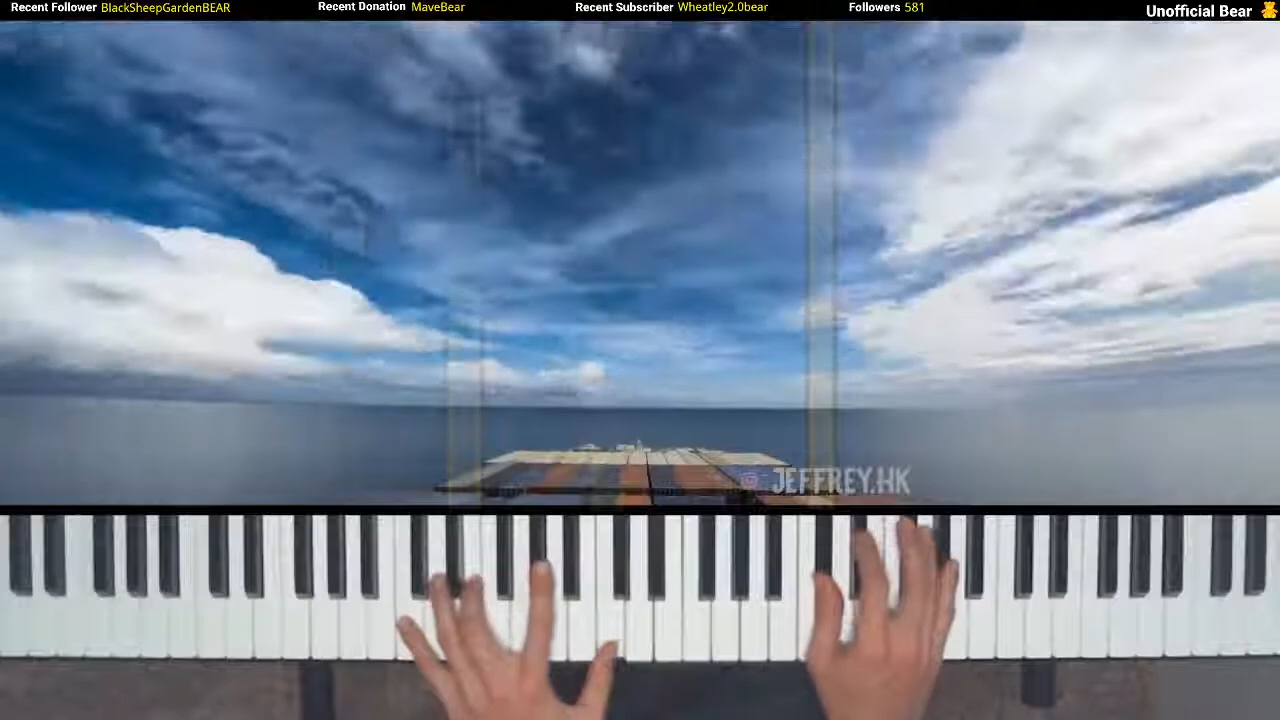 Recent Follower BlackSheepGardenBEAR
Recent Donation MaveBear
Recent Subscriber Wheatley2.0bear
Followers 581
Unofficial Bear
JEFFREY.HK